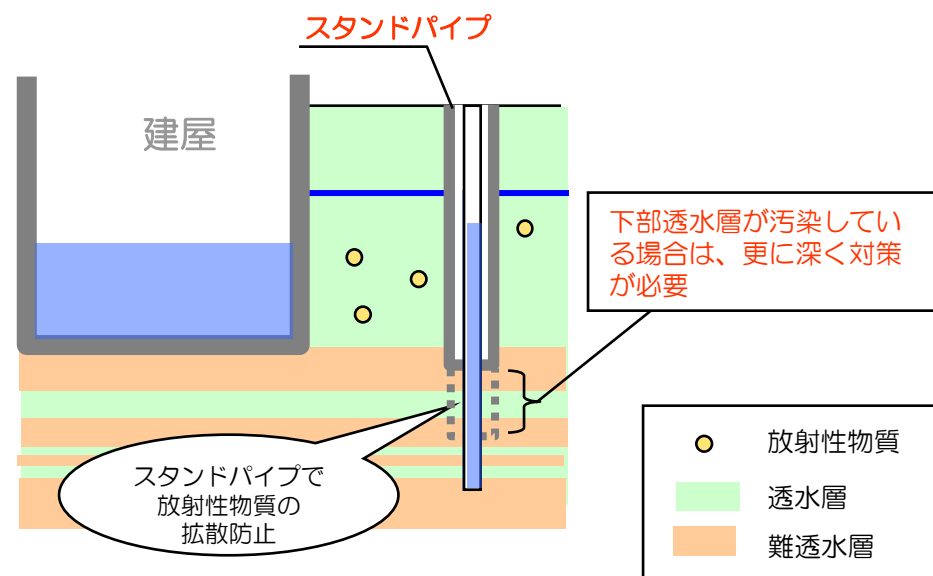 スタンドパイプ
建屋
下部透水層が汚染してい
る場合は、更に深く対策
が必要
スタンドパイプで
放射性物質の
拡散防止
放射性物質
透水層
難透水層